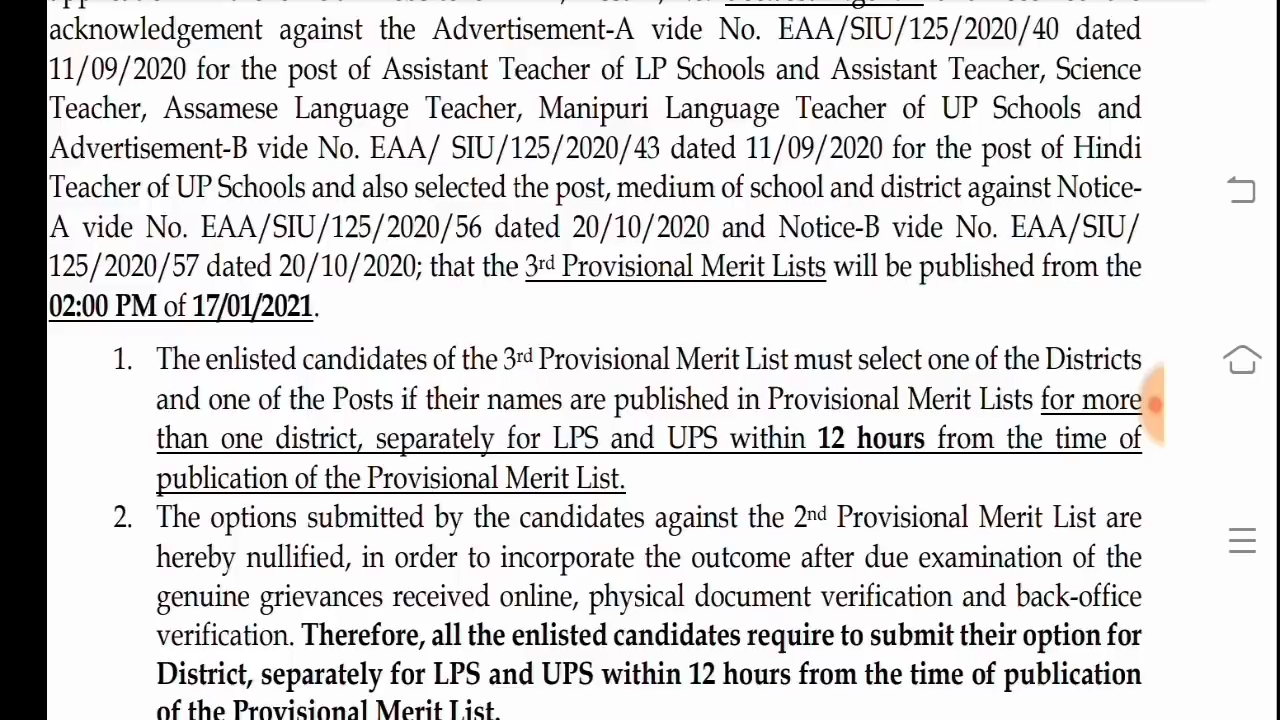 acknowledgement against the Advertisement-A vide No. EAA/SIU/125/2020/40 dated
11/09/2020 for the post of Assistant Teacher of LP Schools and Assistant Teacher, Science
Teacher, Assamese Language Teacher, Manipuri Language Teacher of UP Schools and
Advertisement-B vide No. EAA/ SIU/125/2020/43 dated 11/09/2020 for the post of Hindi
Teacher of UP Schools and also selected the post, medium of school and district against Notice-
A vide No. EAA/SIU/125/2020/56 dated 20/10/2020 and Notice-B vide No. EAA/SIU/
125/2020/57 dated 20/10/2020; that the 3rd Provisional Merit Lists will be published from the
02:00 PM of 17/01/2021.
1. The enlisted candidates of the 3rd Provisional Merit List must select one of the Districts
and one of the Posts if their names are published in Provisional Merit Lists for more
than one district, separately for LPS and UPS within 12 hours from the time of
publication of the Provisional Merit List.
2. The options submitted by the candidates against the 2nd Provisional Merit List are
hereby nullified, in order to incorporate the outcome after due examination of the
genuine grievances received online, physical document verification and back-office
verification. Therefore, all the enlisted candidates require to submit their option for
District, separately for LPS and UPS within 12 hours from the time of publication
of the Provisional Merit List.